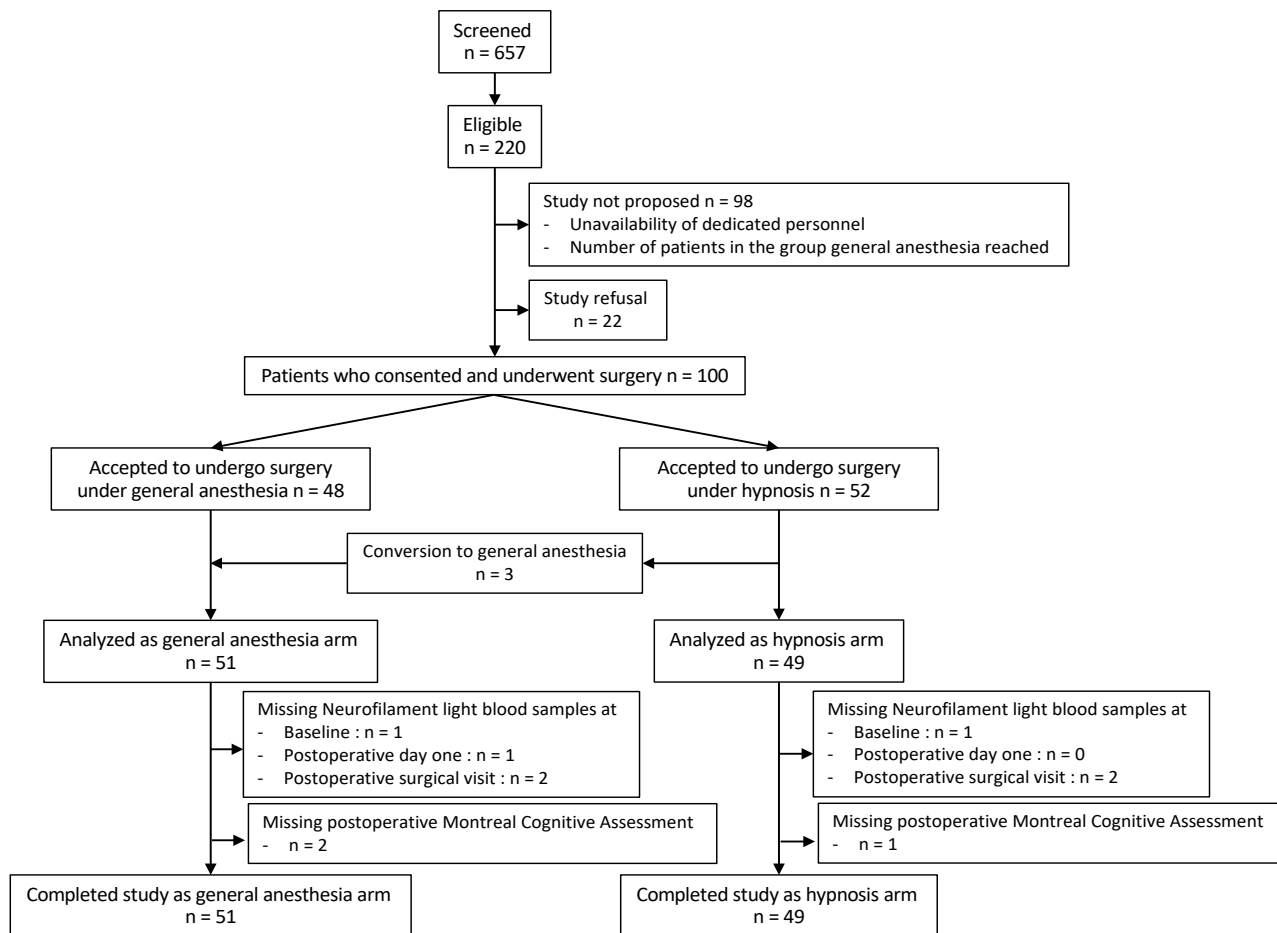 Screened
n = 657
Eligible
n = 220
Study not proposed n = 98
- Unavailability of dedicated personnel
- Number of patients in the group general anesthesia reached
Study refusal
n = 22
Patients who consented and underwent surgery n = 100
Accepted to undergo surgery
under general anesthesia n = 48
Accepted to undergo surgery
under hypnosis n = 52
Conversion to general anesthesia
n = 3
Analyzed as general anesthesia arm
n = 51
Analyzed as hypnosis arm
n = 49
Missing Neurofilament light blood samples at
- Baseline : n = 1
- Postoperative day one : n = 1
- Postoperative surgical visit : n = 2
Missing Neurofilament light blood samples at
- Baseline : n = 1
- Postoperative day one : n = 0
- Postoperative surgical visit : n = 2
Missing postoperative Montreal Cognitive Assessment
- n = 2
Missing postoperative Montreal Cognitive Assessment
- n = 1
Completed study as general anesthesia arm
n = 51
Completed study as hypnosis arm
n = 49